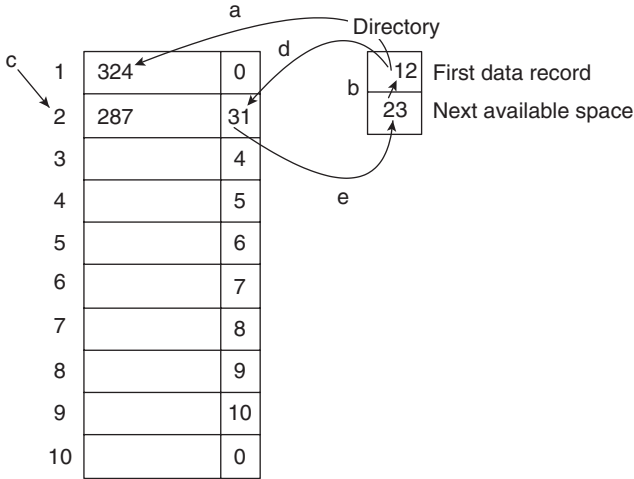 a
Directory
c
d
1 324 0
12 First data record
b
2 287 31
23 Next available space
3 4
e
4 5
5 6
6 7
7 8
8 9
9 10
10 0